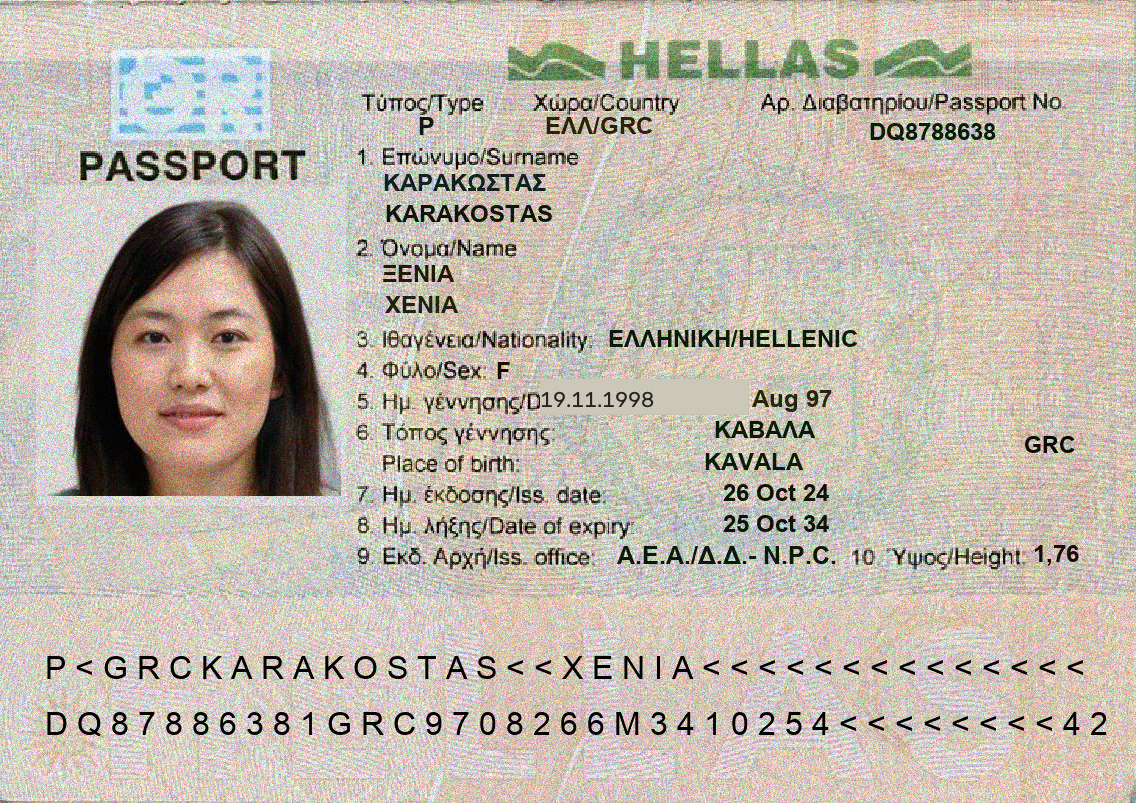 HELLAS
PASSPORT
Τύπος/Type Χώρα/Country Αρ. Διαβατηρίου/Passport No.
P ΕΛΛ/GRC DQ8788638
1. Επώνυμο/Surname
ΚΑΡΑΚΩΣΤΑΣ
KARAKOSTAS
2. Όνομα/Name
ΞΕΝΙΑ
XENIA
3. Ιθαγένεια/Nationality: ΕΛΛΗΝΙΚΗ/HELLENIC
4. Φύλο/Sex: F
5. Ημ. γέννησης/D 19.11.1998 Aug 97
6. Τόπος γέννησης ΚΑΒΑΛΑ GRC
Place of birth: KAVALA
7. Ημ. έκδοσης/Iss. date: 26 Oct 24
8. Ημ. λήξης/Date of expiry: 25 Oct 34
9 Εκδ. Αρχή/Iss. office: Α.Ε.Α./Δ.Δ.- N.P.C. 10 Ύψος/Height: 1,76
P<GRCKARAKOSTAS<<XENIA<<<<<<<<<<<<<<
DQ87886381GRC9708266M3410254<<<<<<<<42